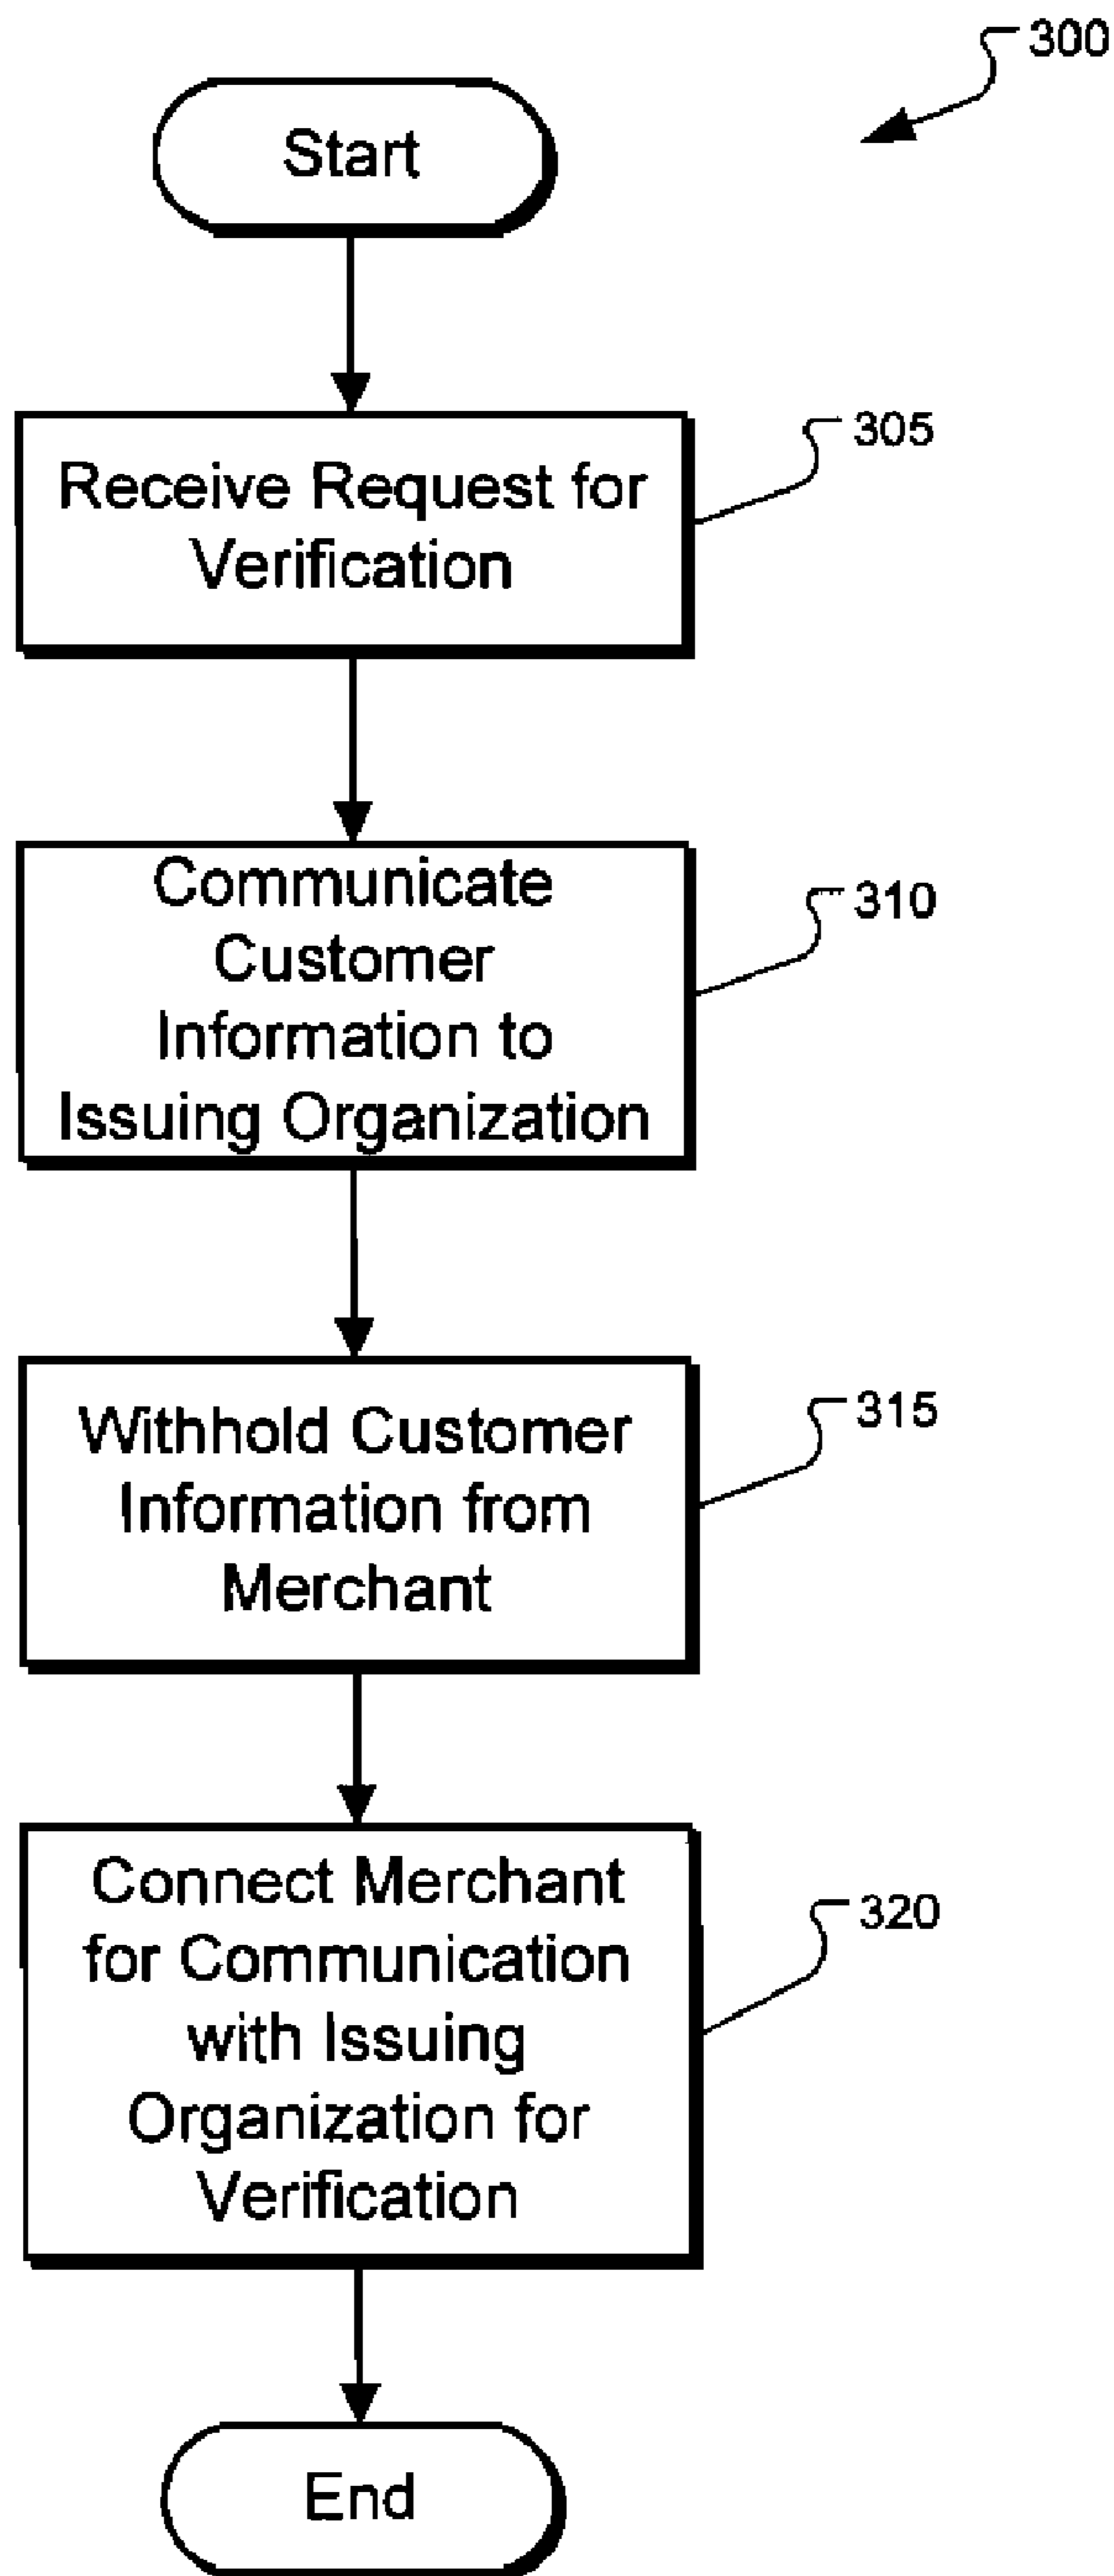 300
Start
305
Receive Request for
Verification
310
Communicate
Customer
Information to
Issuing Organization
315
Withhold Customer
Information from
Merchant
320
Connect Merchant
for Communication
with Issuing
Organization for
Verification
End